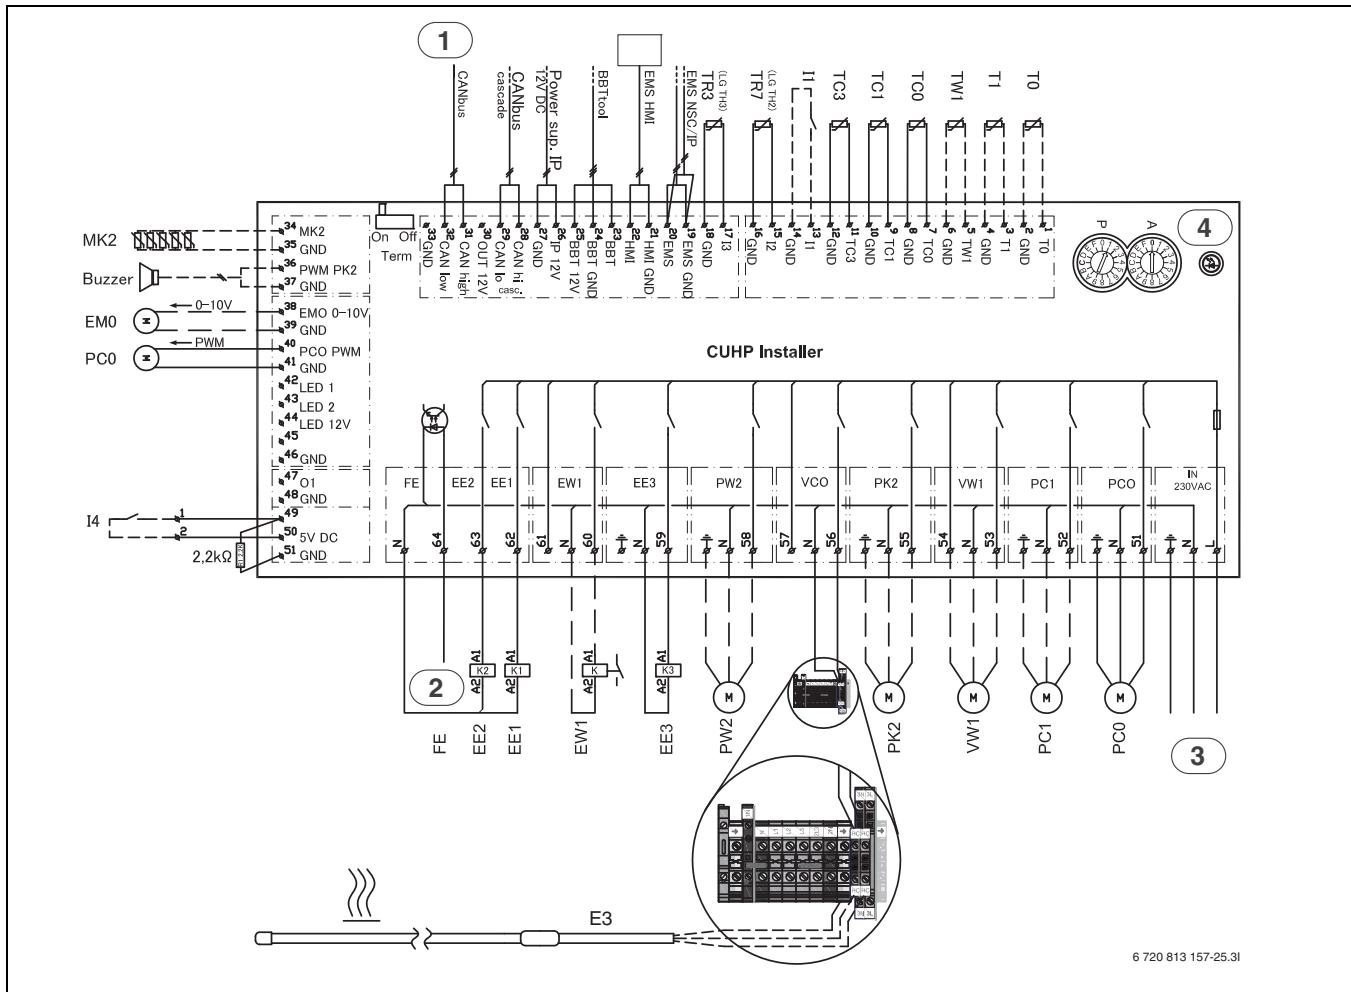 1
CANbus
CANbus
cascade
Power sup. IP
12V DC
BBTtool
EMS HMI
EMS NSC/IP
TR3
(LG TH3)
TR7
(LG TH2)
I1
TC3
TC1
TC0
TW1
T1
T0
MK2
34 MK2
35 GND
Buzzer
36 PWM PK2
37 GND
EM0
0-10V
38 EMO 0-10V
39 GND
PC0
PWM
40 PCO PWM
41 GND
42 LED 1
43 LED 2
44 LED 12V
45
46 GND
47 O1
48 GND
I4
1
2
49
50 5V DC
51 GND
2,2kΩ
On Off
Term
33 GND
32 CAN low
31 CAN high
30 OUT 12V
29 CAN lo
28 CAN hi
casc.
27 GND
26 IP 12V
25 BBT 12V
24 BBT GND
23 BBT
22 HMI
21 HMI GND
20 EMS
19 EMS GND
18 GND
17 I3
16 GND
15 I2
14 GND
13 I1
12 GND
11 TC3
10 GND
9 TC1
8 GND
7 TC0
6 GND
5 TW1
4 GND
3 T1
2 GND
1 T0
P
A
4
CUHP Installer
FE
EE2
EE1
EW1
EE3
PW2
VCO
PK2
VW1
PC1
PCO
IN
230VAC
N
64
63
62
61
N
60
N
59
N
58
57
N
56
N
55
54
N
53
N
52
N
51
N
L
2
A1
K2
A2
A1
K1
A2
A1
K
A2
A1
K3
A2
M
M
M
M
M
FE
EE2
EE1
EW1
EE3
PW2
PK2
VW1
PC1
PC0
3
E3
6 720 813 157-25.3I